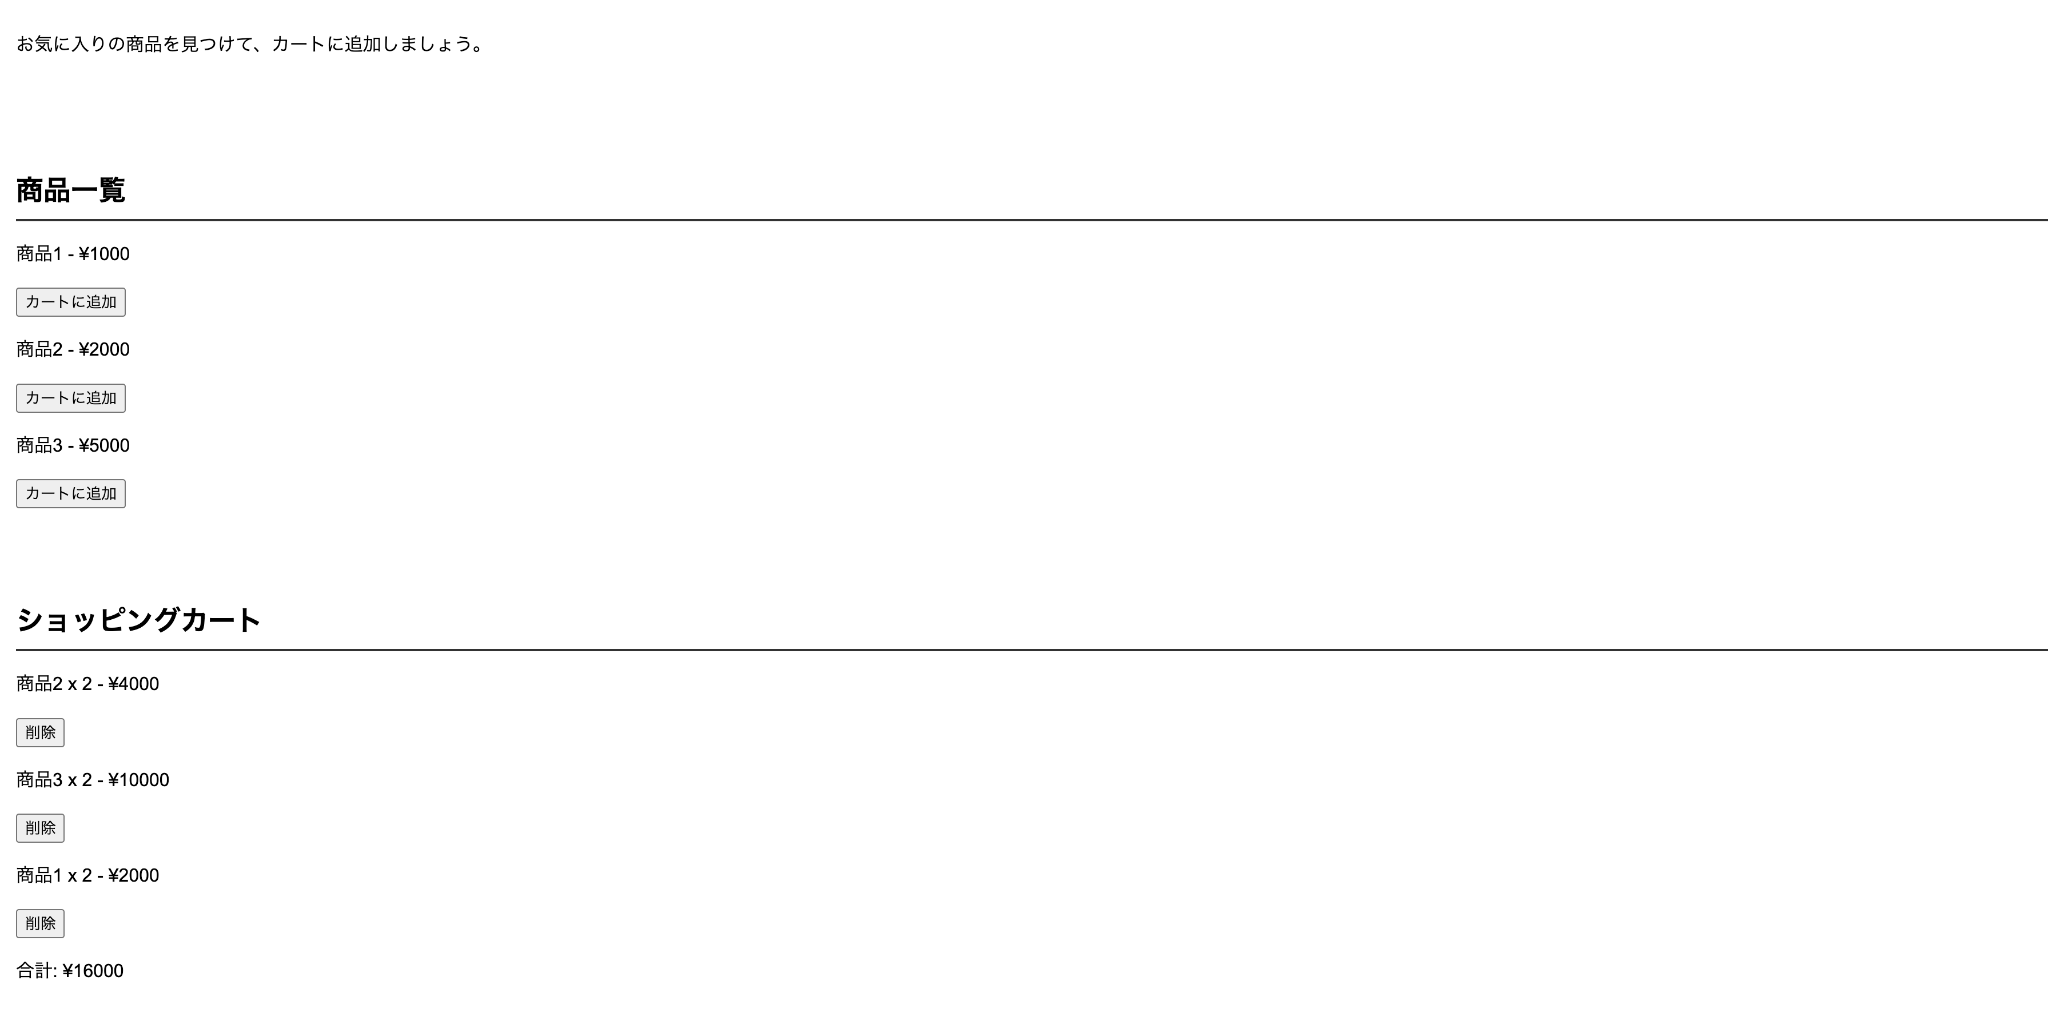 お気に入りの商品を見つけて、カートに追加しましょう。
商品一覧
商品1 - ¥1000
カートに追加
商品2 - ¥2000
カートに追加
商品3 - ¥5000
カートに追加
ショッピングカート
商品2 x 2 - ¥4000
削除
商品3 x 2 - ¥10000
削除
商品1 x 2 - ¥2000
削除
合計: ¥16000